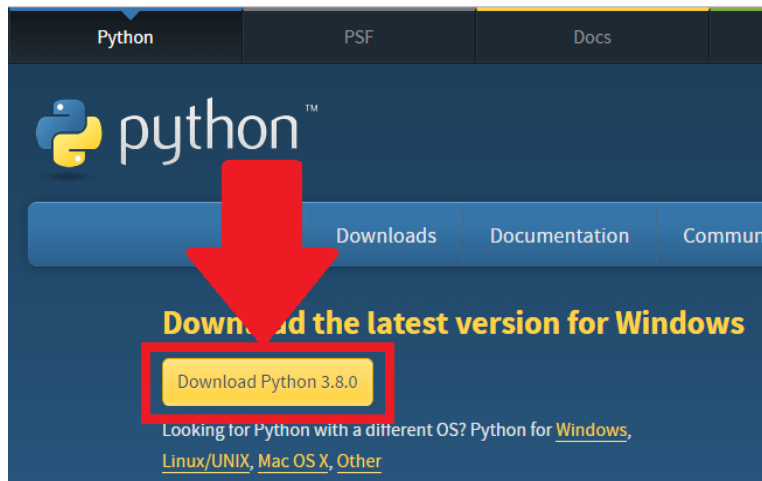 Python PSF Docs
python™
Downloads Documentation
Download the latest version for Windows
Download Python 3.8.0
Looking for Python with a different OS? Python for Windows,
Linux/UNIX, Mac OS X, Other